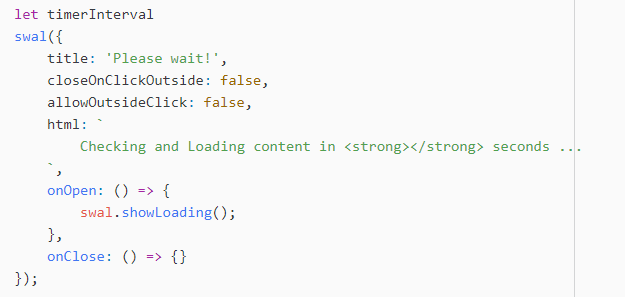 let timerInterval
swal({
    title: 'Please wait!',
    closeOnClickOutside: false,
    allowOutsideClick: false,
    html: `
        Checking and Loading content in <strong></strong> seconds ...
    `,
    onOpen: () => {
        swal.showLoading();
    },
    onClose: () => {}
});